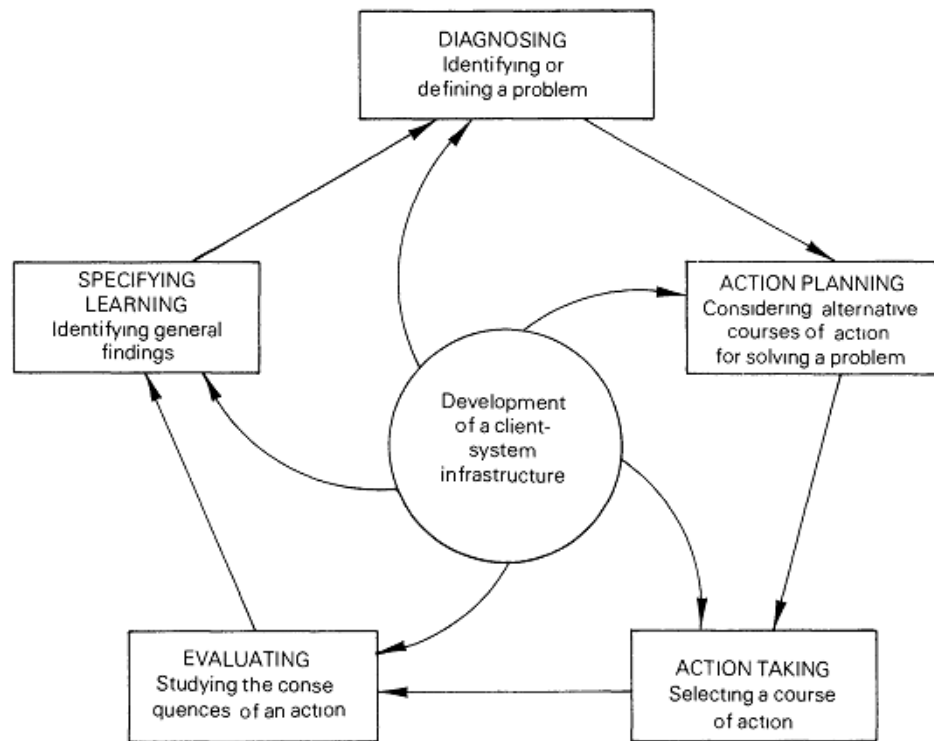 DIAGNOSING
Identifying or
defining a problem
SPECIFYING
LEARNING
Identifying general
findings
ACTION PLANNING
Considering alternative
courses of action
for solving a problem
Development
of a client-
system
infrastructure
EVALUATING
Studying the conse
quences of an action
ACTION TAKING
Selecting a course
of action